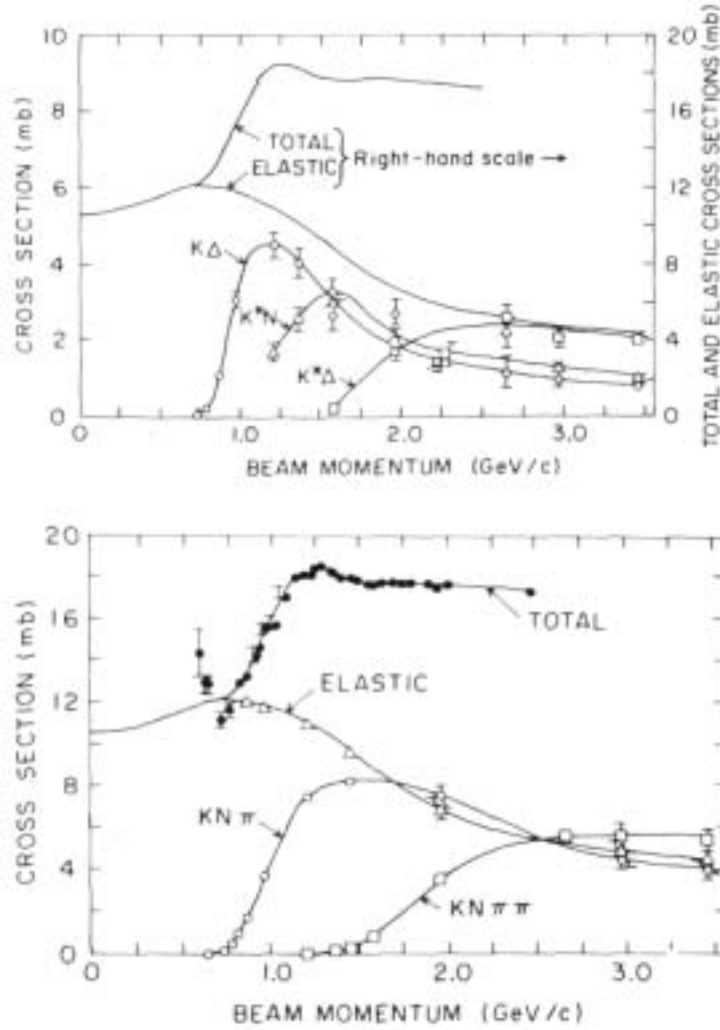 10
8
6
4
2
0
CROSS SECTION (mb)
20
16
12
8
4
0
TOTAL AND ELASTIC CROSS SECTIONS (mb)
TOTAL
ELASTIC
Right-hand scale
KΔ
K*N
K*Δ
0 1.0 2.0 3.0
BEAM MOMENTUM (GeV/c)
20
16
12
8
4
0
CROSS SECTION (mb)
TOTAL
ELASTIC
KNπ
KNππ
0 1.0 2.0 3.0
BEAM MOMENTUM (GeV/c)